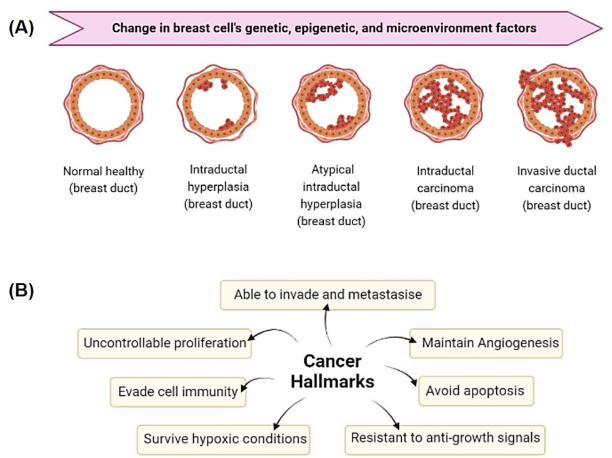 (A)
Change in breast cell's genetic, epigenetic, and microenvironment factors
Normal healthy
(breast duct)
Intraductal
hyperplasia
(breast duct)
Atypical
intraductal
hyperplasia
(breast duct)
Intraductal
carcinoma
(breast duct)
Invasive ductal
carcinoma
(breast duct)
(B)
Able to invade and metastasise
Uncontrollable proliferation
Maintain Angiogenesis
Cancer
Hallmarks
Evade cell immunity
Avoid apoptosis
Survive hypoxic conditions
Resistant to anti-growth signals